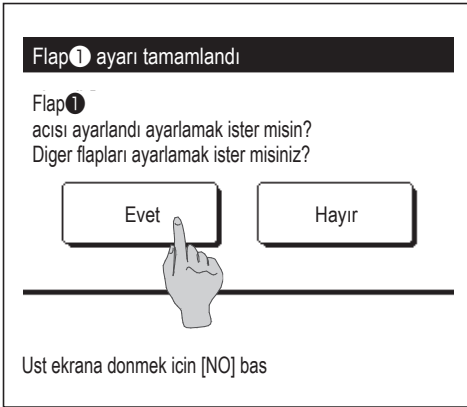 Flap❶ ayarı tamamlandı
Flap❶
acısı ayarlandı ayarlamak ister misin?
Diger flapları ayarlamak ister misiniz?
Evet
Hayır
Ust ekrana donmek icin [NO] bas